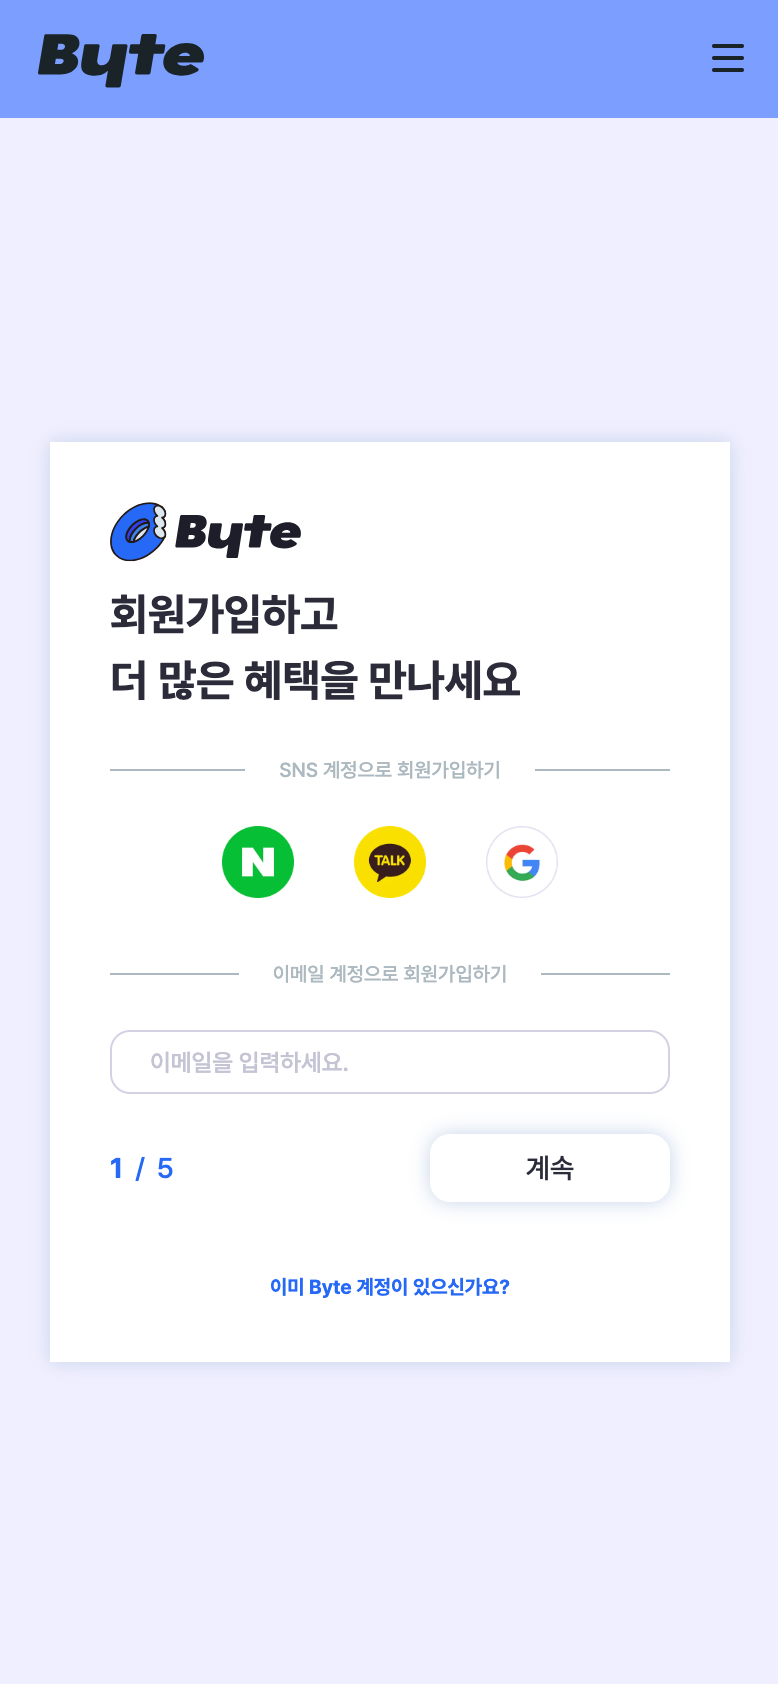 Byte
Byte
회원가입하고
더 많은 혜택을 만나세요
SNS 계정으로 회원가입하기
N
TALK
G
이메일 계정으로 회원가입하기
이메일을 입력하세요.
1 / 5
계속
이미 Byte 계정이 있으신가요?